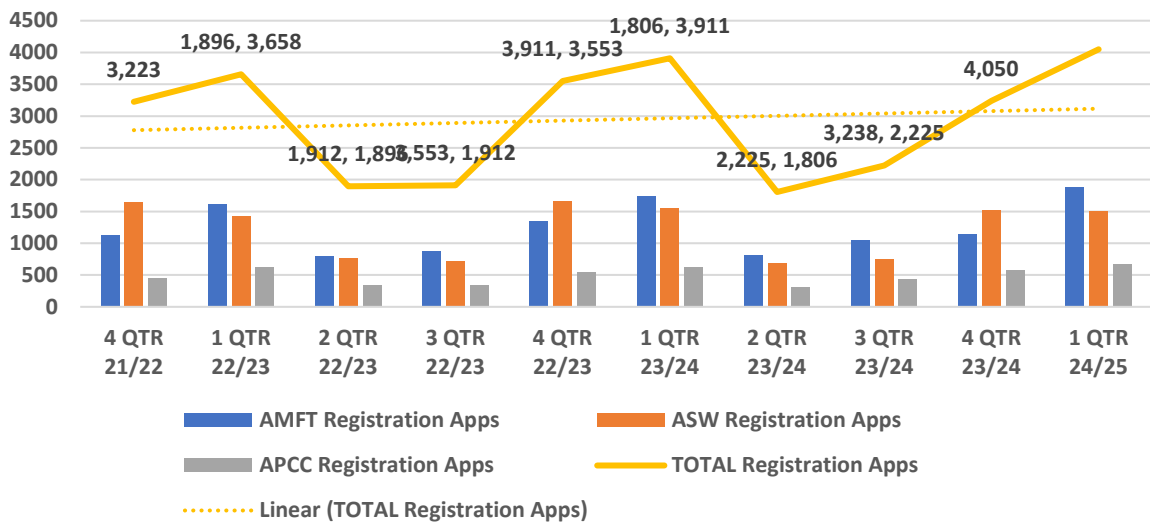 4500
4000
3500
3000
2500
2000
1500
1000
500
0
3,223
1,896, 3,658
1,912, 1,896
3,553, 1,912
3,911, 3,553
1,806, 3,911
2,225, 1,806
3,238, 2,225
4,050
4 QTR
21/22
1 QTR
22/23
2 QTR
22/23
3 QTR
22/23
4 QTR
22/23
1 QTR
23/24
2 QTR
23/24
3 QTR
23/24
4 QTR
23/24
1 QTR
24/25
AMFT Registration Apps
ASW Registration Apps
APCC Registration Apps
TOTAL Registration Apps
Linear (TOTAL Registration Apps)